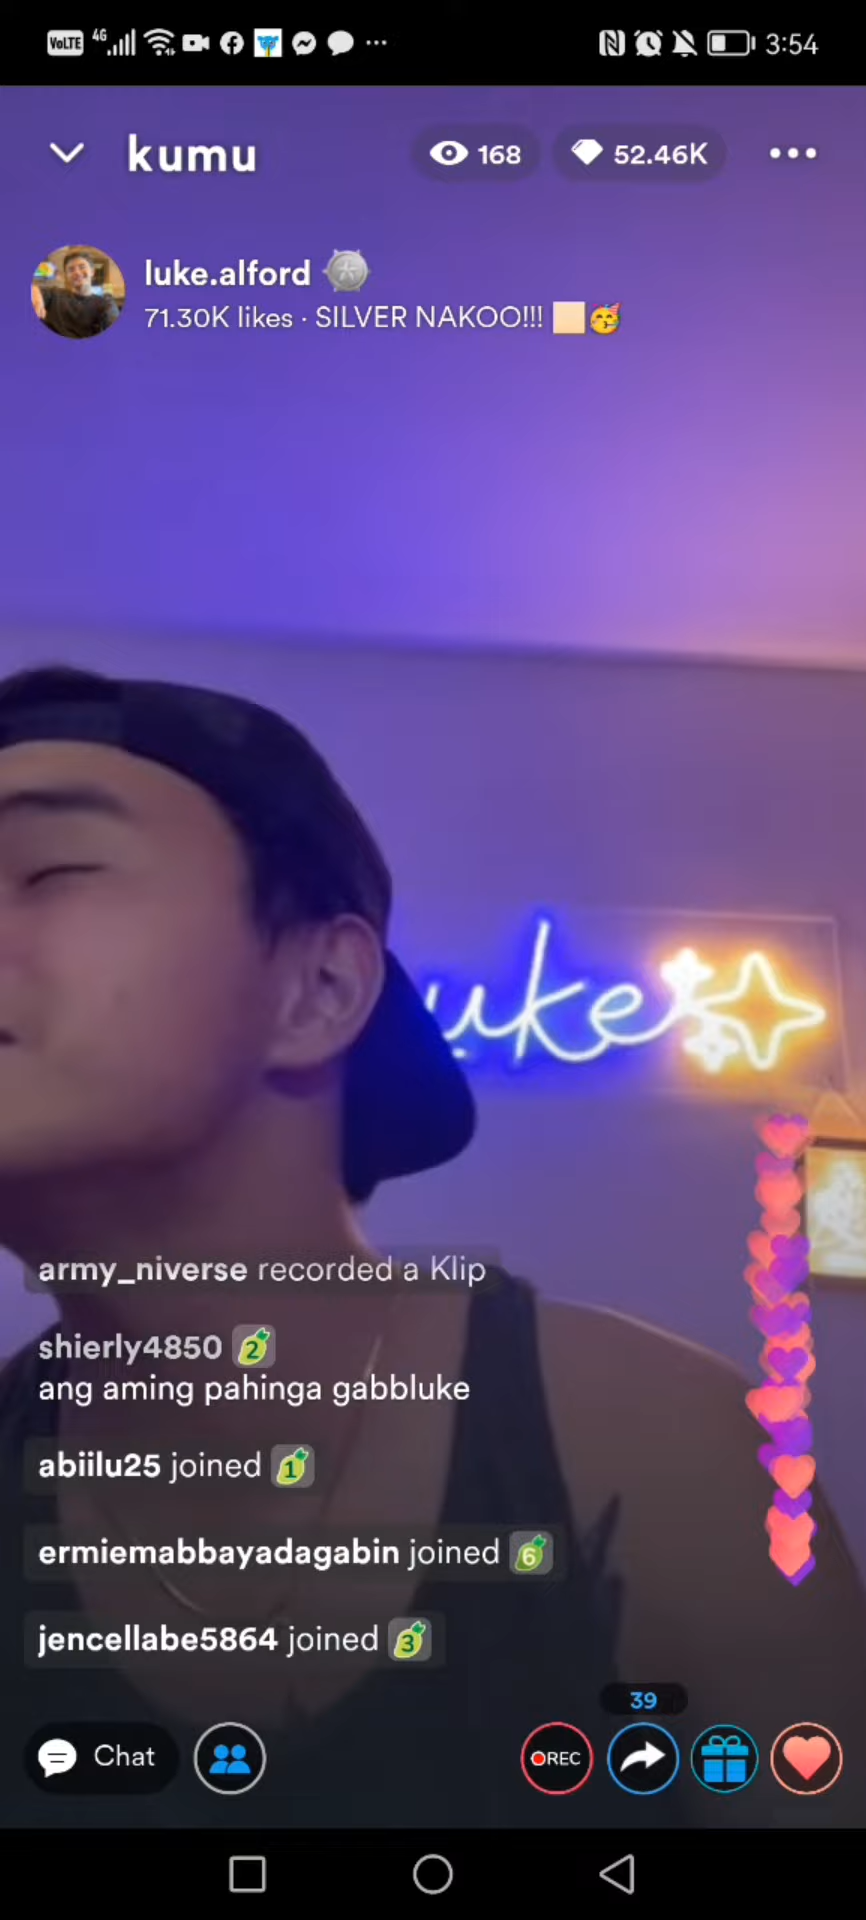 VoLTE 4G 3:54
kumu 168 52.46K
luke.alford
71.30K likes · SILVER NAKOO!!!
uke
army_niverse recorded a Klip
shierly4850 2
ang aming pahinga gabbluke
abiilu25 joined 1
ermiemabbayadagabin joined 6
jencellabe5864 joined 3
39
Chat REC